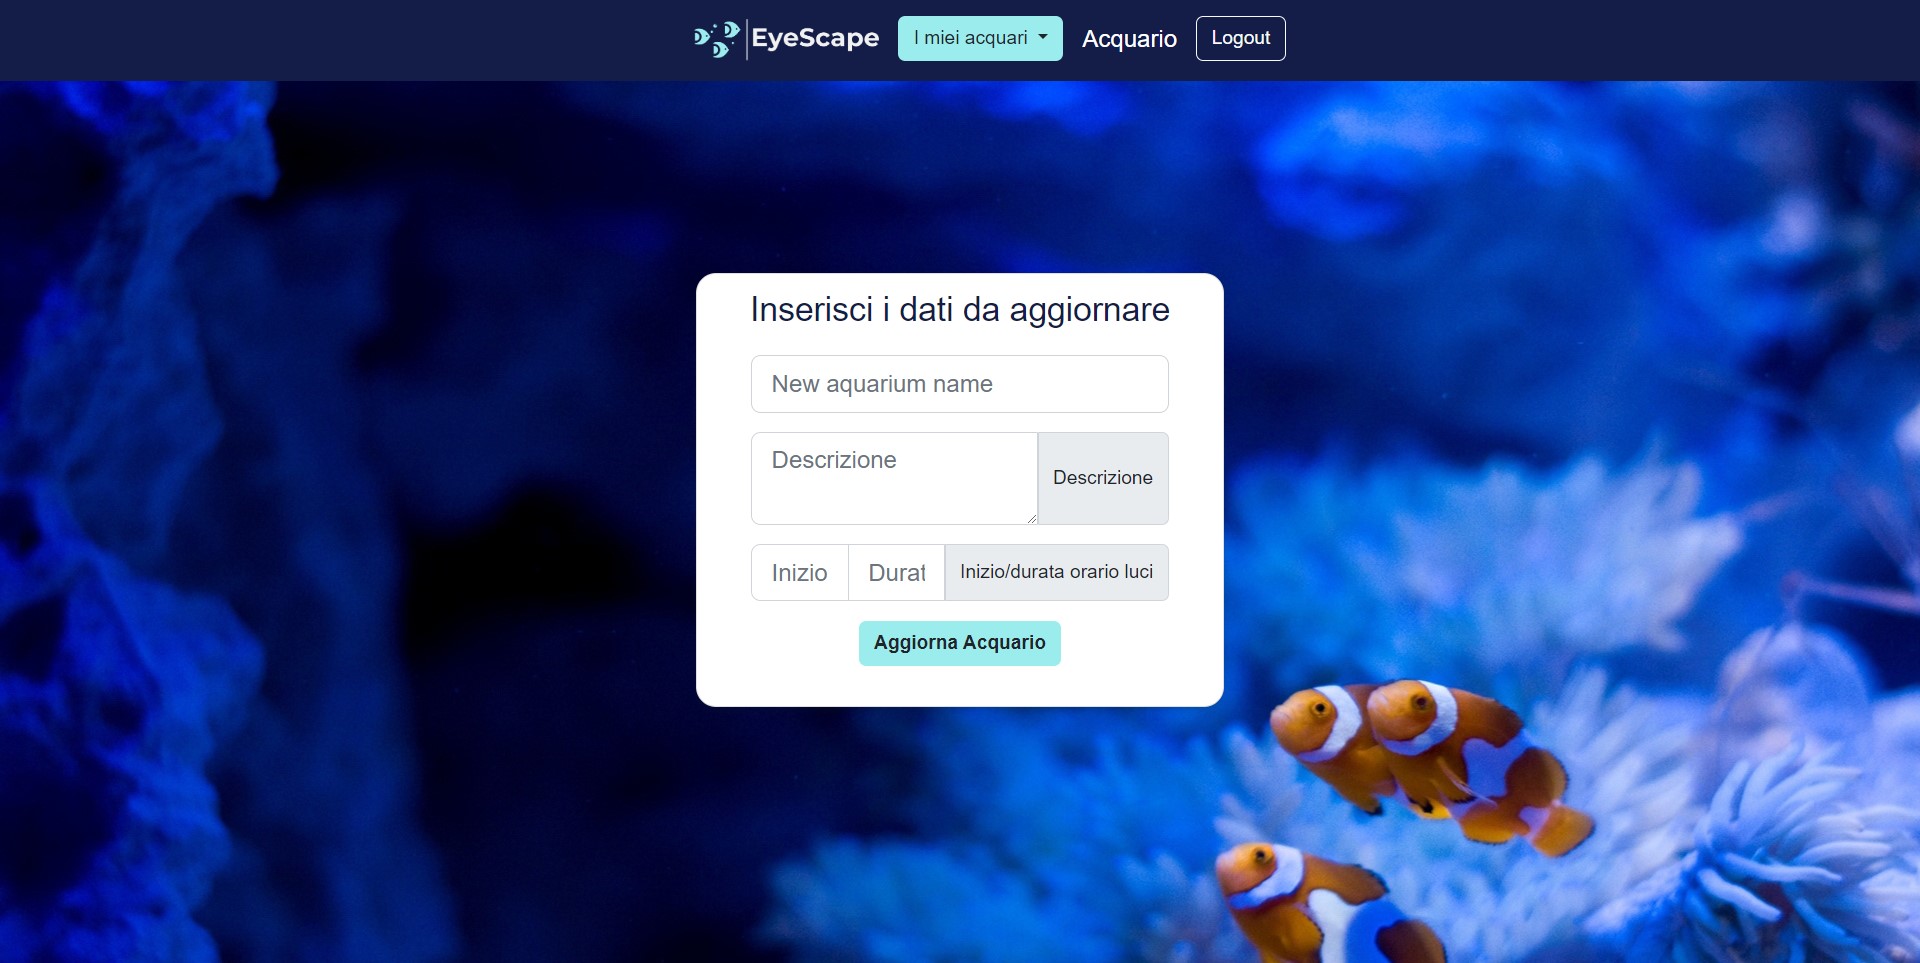 EyeScape I miei acquari Acquario Logout
Inserisci i dati da aggiornare
New aquarium name
Descrizione Descrizione
Inizio Durat Inizio/durata orario luci
Aggiorna Acquario